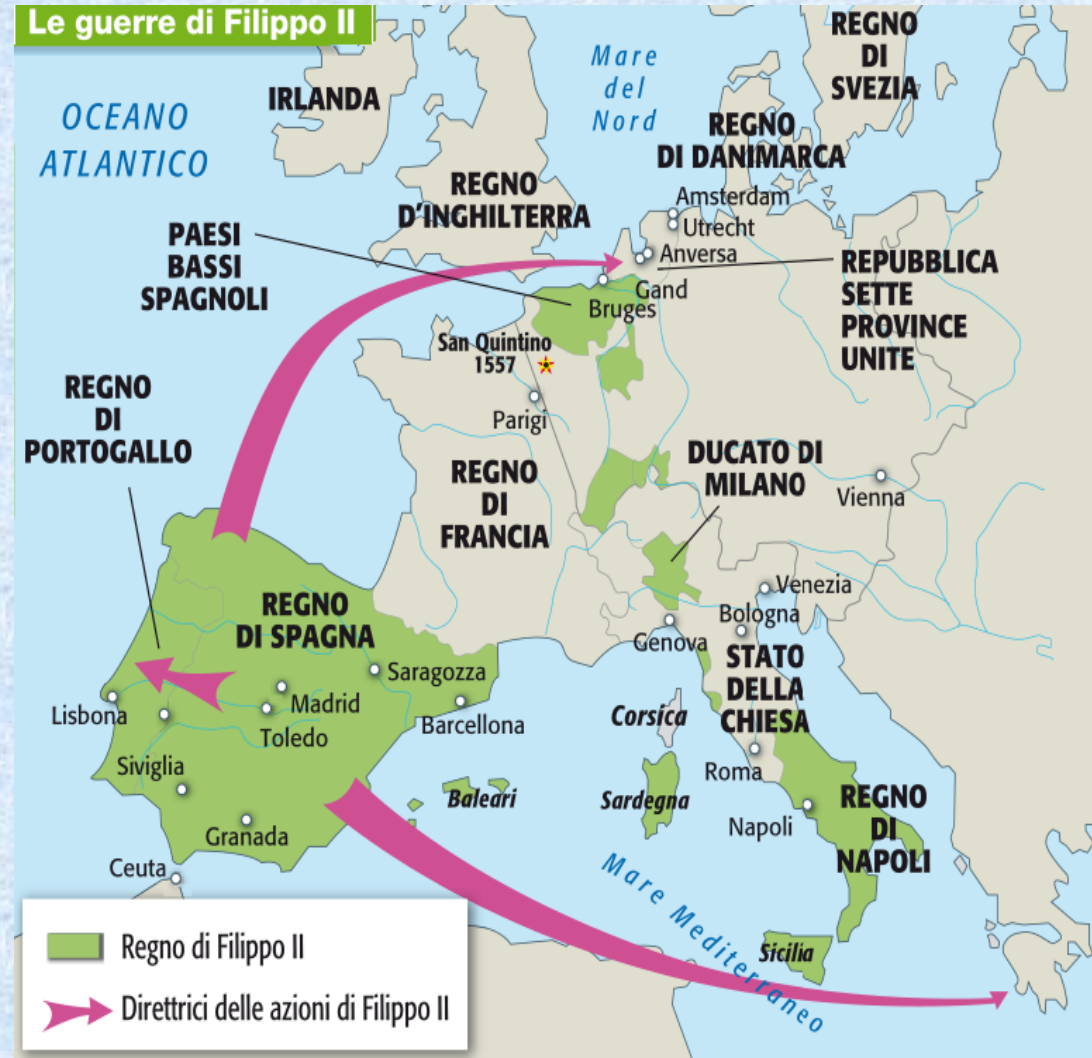 Le guerre di Filippo II
OCEANO
ATLANTICO
IRLANDA
Mare
del
Nord
REGNO
DI
SVEZIA
REGNO
DI DANIMARCA
REGNO
D'INGHILTERRA
Amsterdam
Utrecht
Anversa
Gand
Bruges
PAESI
BASSI
SPAGNOLI
REPUBBLICA
SETTE
PROVINCE
UNITE
San Quintino
1557
Parigi
REGNO
DI
PORTOGALLO
REGNO
DI
FRANCIA
DUCATO DI
MILANO
Vienna
Venezia
Bologna
Genova
REGNO
DI SPAGNA
Saragozza
Madrid
Toledo
Barcellona
Lisbona
Siviglia
Granada
Ceuta
STATO
DELLA
CHIESA
Corsica
Roma
Baleari
Sardegna
Napoli
REGNO
DI
NAPOLI
Mare Mediterraneo
Sicilia
Regno di Filippo II
Direttrici delle azioni di Filippo II